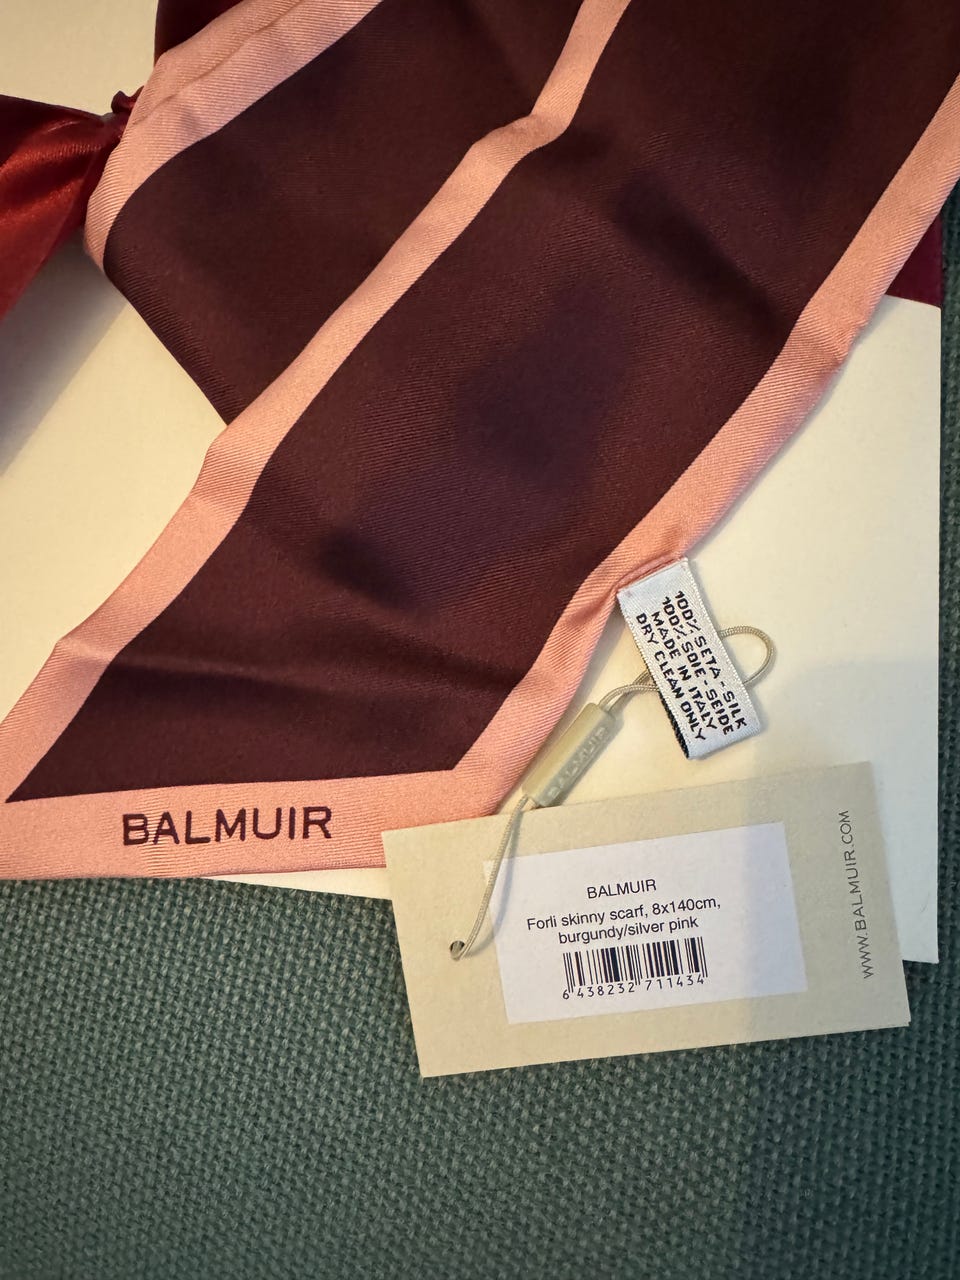 100% SETA - SILK
100% SOIE - SEIDE
MADE IN ITALY
DRY CLEAN ONLY
BALMUIR
BALMUIR
BALMUIR
Forli skinny scarf, 8x140cm,
burgundy/silver pink
6 438232 711434
WWW.BALMUIR.COM